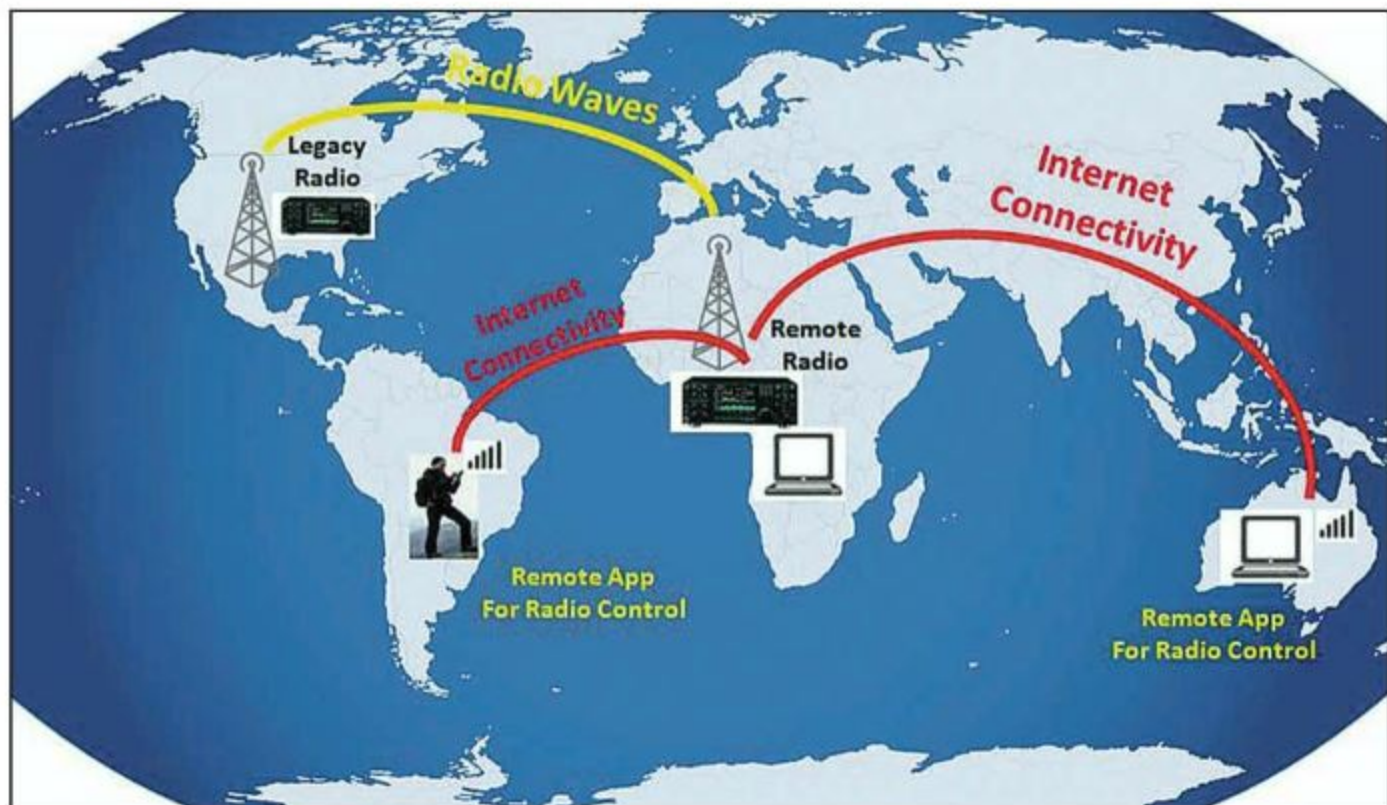 Radio Waves
Legacy
Radio
Internet
Connectivity
Internet
Connectivity
Remote
Radio
Remote App
For Radio Control
Remote App
For Radio Control